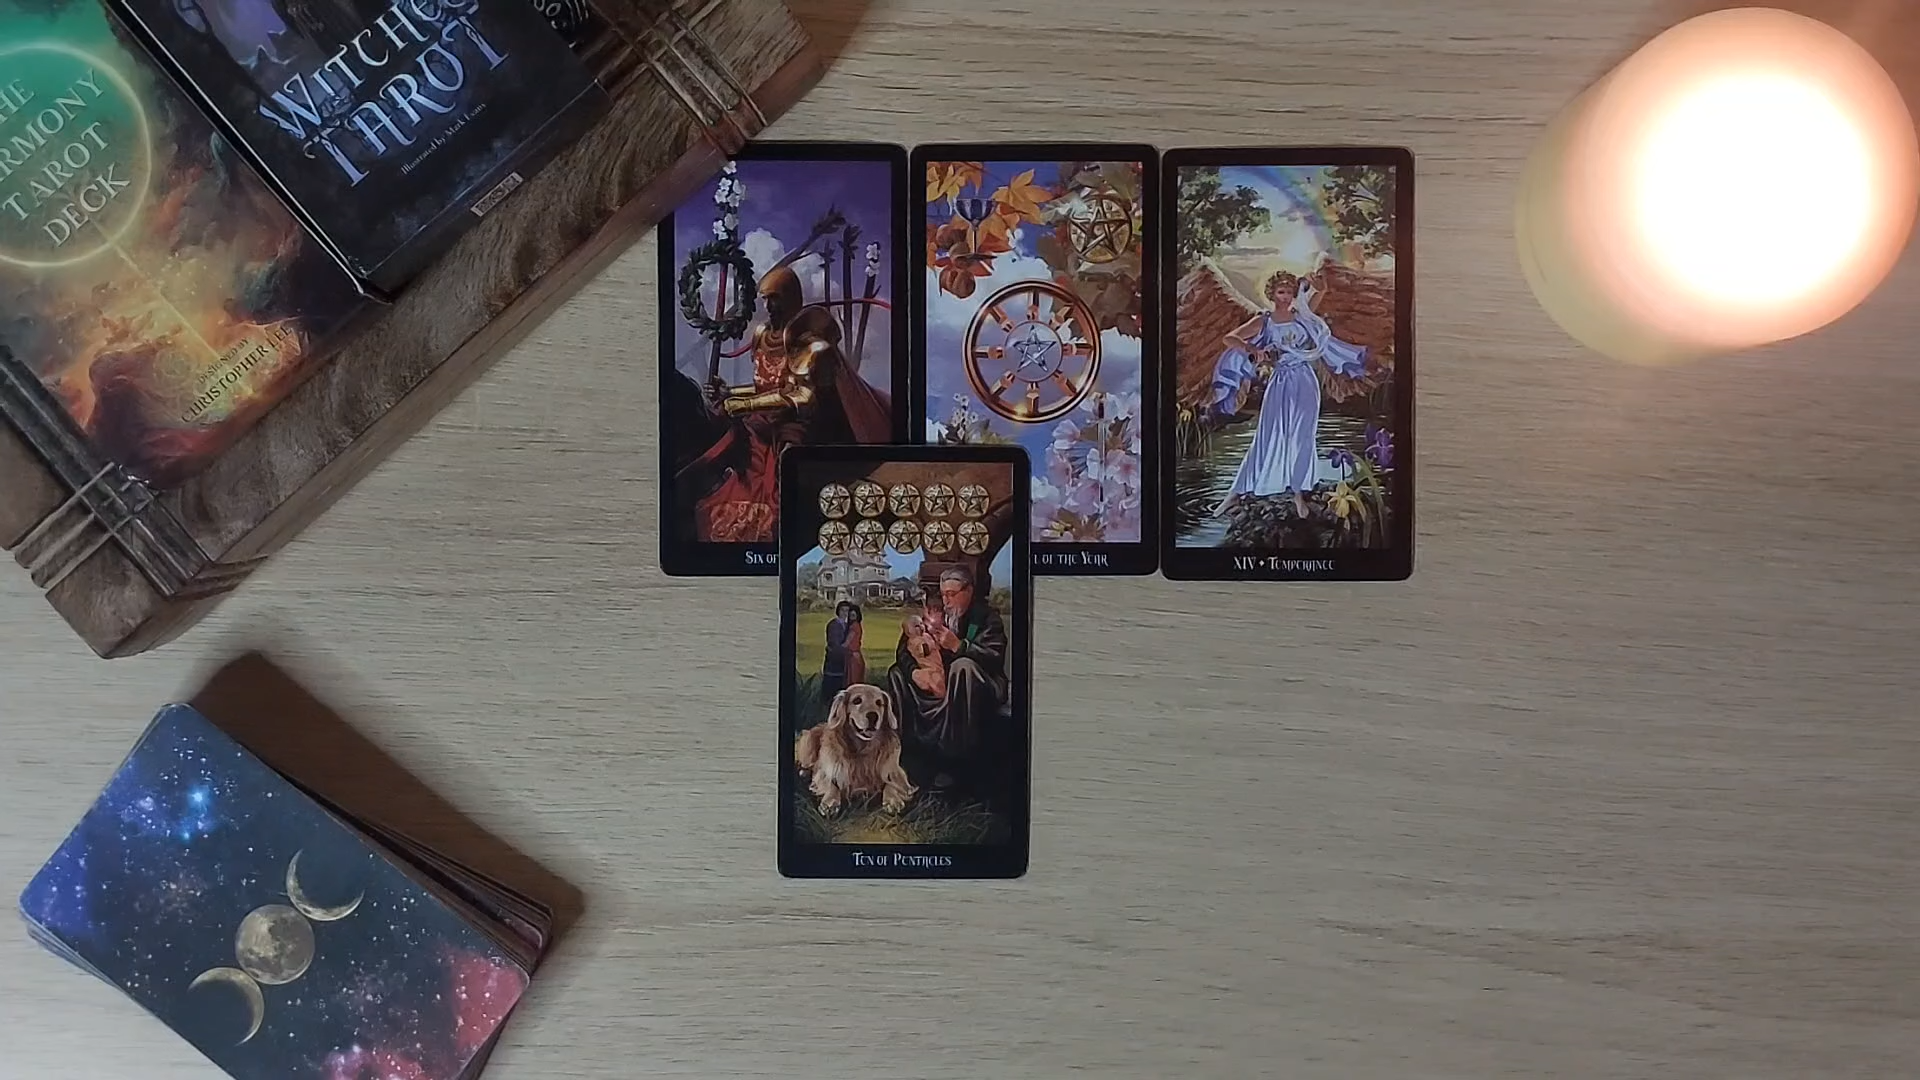 THE
HARMONY
TAROT
DECK
DESIGNED BY
CHRISTOPHER LEE
WITCHES
TAROT
Illustrated by Mark Evans
SIX OF
L OF THE YEAR
XIV • TEMPERANCE
TEN OF PENTACLES